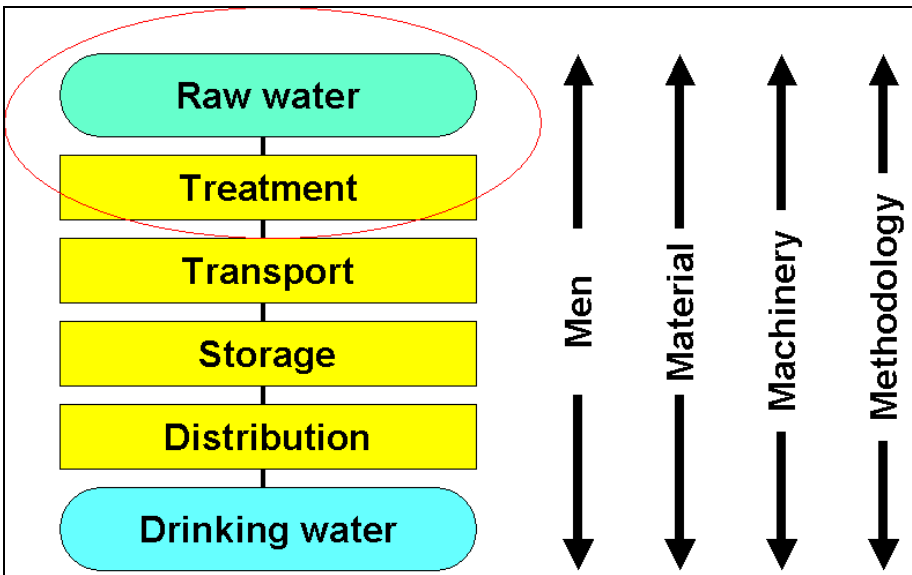 Raw water
Treatment
Transport
Storage
Distribution
Drinking water
Men
Material
Machinery
Methodology